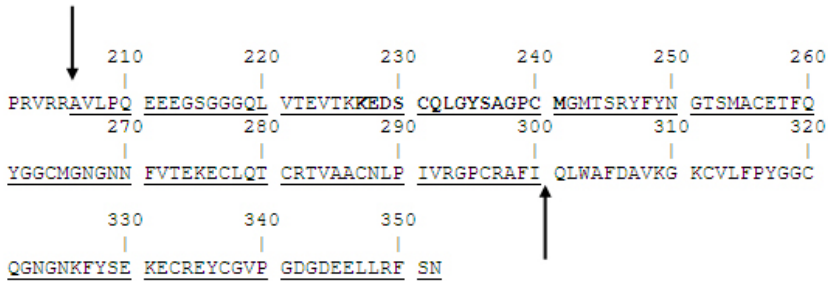 210 220 230 240 250 260
| | | | | |
PRVRRAVLPQ EEEGSGGGQL VTEVTKKEDS CQLGYSAGPC MGMTSRYFYN GTSMACETFQ
270 280 290 300 310 320
| | | | | |
YGGCMGNGNN FVTEKECLQT CRTVAACNLP IVRGPCRAFI QLWAFDAVKG KCVLFPYGGC
330 340 350
| | |
QGNGNKFYSE KECREYCGVP GDGDEELLRF SN